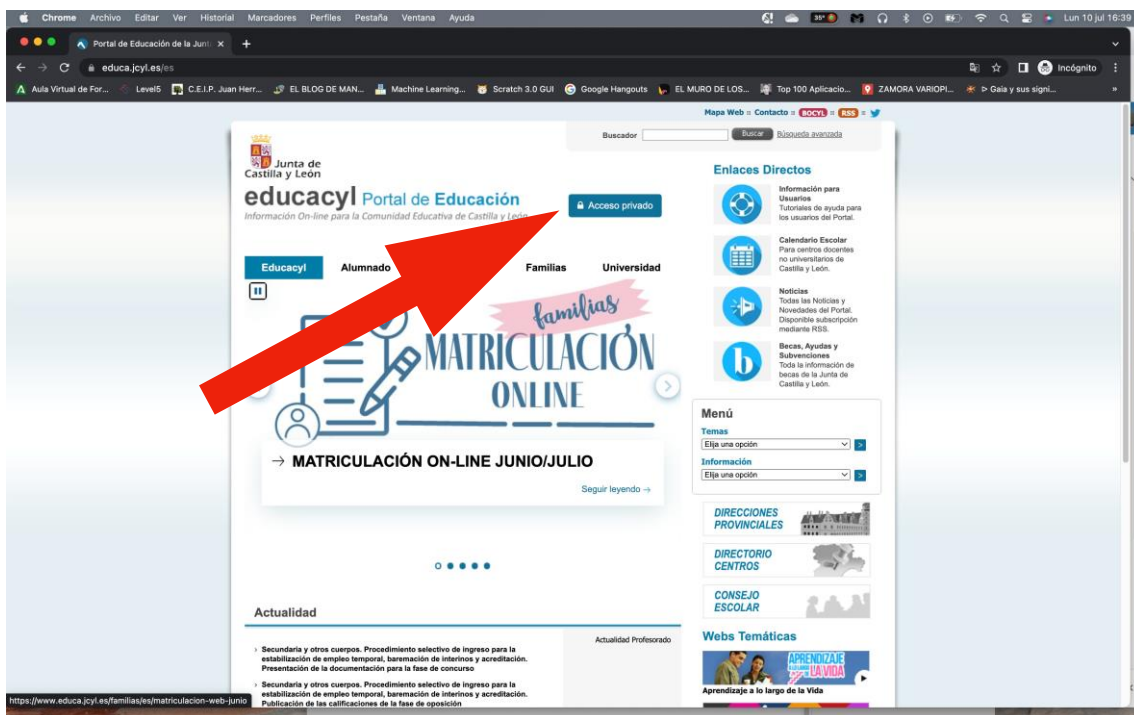 Chrome Archivo Editar Ver Historial Marcadores Perfiles Pestaña Ventana Ayuda
35° Lun 10 jul 16:39
Portal de Educación de la Junt
educa.jcyl.es/es
Incógnito
Aula Virtual de For... Level5 C.E.I.P. Juan Herr... EL BLOG DE MAN... Machine Learning... Scratch 3.0 GUI Google Hangouts EL MURO DE LOS... Top 100 Aplicacio... ZAMORA VARIOPI... ᐅ Gaia y sus signi... »
Mapa Web :: Contacto :: BOCYL :: RSS ::
Buscador Buscar Búsqueda avanzada
Junta de
Castilla y León
educacyl Portal de Educación
Información On-line para la Comunidad Educativa de Castilla y León
Acceso privado
Educacyl Alumnado Familias Universidad
familias
MATRICULACIÓN
ONLINE
→ MATRICULACIÓN ON-LINE JUNIO/JULIO
Seguir leyendo →
Actualidad
Actualidad Profesorado
› Secundaria y otros cuerpos. Procedimiento selectivo de ingreso para la
estabilización de empleo temporal, baremación de interinos y acreditación.
Presentación de la documentación para la fase de concurso
› Secundaria y otros cuerpos. Procedimiento selectivo de ingreso para la
estabilización de empleo temporal, baremación de interinos y acreditación.
Publicación de las calificaciones de la fase de oposición
Enlaces Directos
Información para
Usuarios
Tutoriales de ayuda para
los usuarios del Portal.
Calendario Escolar
Para centros docentes
no universitarios de
Castilla y León.
Noticias
Todas las Noticias y
Novedades del Portal.
Disponible subscripción
mediante RSS.
b
Becas, Ayudas y
Subvenciones
Toda la información de
becas de la Junta de
Castilla y León.
Menú
Temas
Elija una opción >
Información
Elija una opción >
DIRECCIONES
PROVINCIALES
DIRECTORIO
CENTROS
CONSEJO
ESCOLAR
Webs Temáticas
APRENDIZAJE
A LO LARGO DE LA VIDA
Aprendizaje a lo largo de la Vida
https://www.educa.jcyl.es/familias/es/matriculacion-web-junio